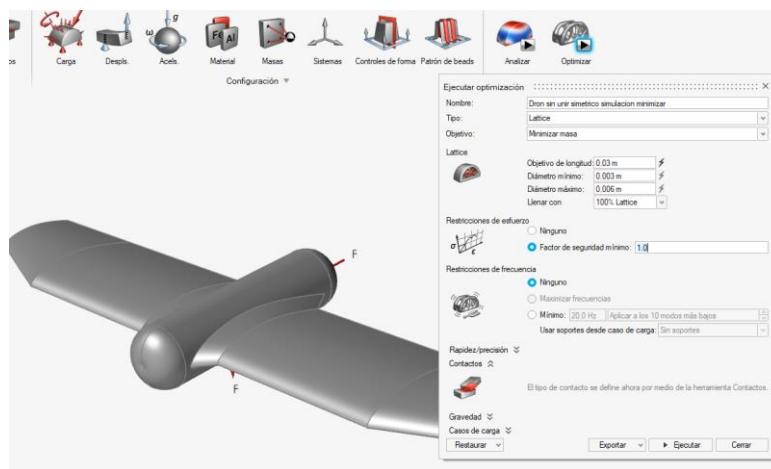 os
Carga
Despls.
ω
g
Acels.
Fe
Al
Material
Masas
Sistemas
Controles de forma
Patrón de beads
Analizar
Optimizar
Configuración
Ejecutar optimización
Nombre: Dron sin unir simetrico simulacion minimizar
Tipo: Lattice
Objetivo: Minimizar masa
Lattice
Objetivo de longitud: 0.03 m
Diámetro mínimo: 0.003 m
Diámetro máximo: 0.006 m
Llenar con 100% Lattice
Restricciones de esfuerzo
Ninguno
σ
ε
Factor de seguridad mínimo: 1.0
Restricciones de frecuencia
Ninguno
Maximizar frecuencias
Mínimo: 20.0 Hz Aplicar a los 10 modos más bajos
Usar soportes desde caso de carga: Sin soportes
Rapidez/precisión
Contactos
El tipo de contacto se define ahora por medio de la herramienta Contactos.
Gravedad
Casos de carga
Restaurar
Exportar
Ejecutar
Cerrar
F
F